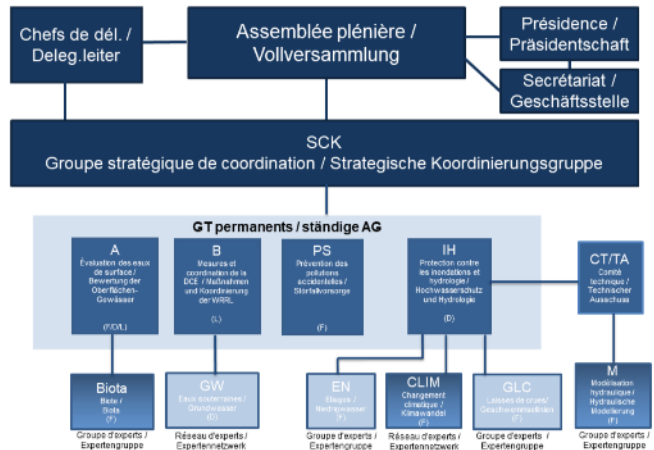 Chefs de dél. /
Deleg.leiter
Assemblée plénière /
Vollversammlung
Présidence /
Präsidentschaft
Secrétariat /
Geschäftsstelle
SCK
Groupe stratégique de coordination / Strategische Koordinierungsgruppe
GT permanents / ständige AG
A
Évaluation des eaux
de surface /
Bewertung der
Oberflächen-
Gewässer
(F/D/L)
B
Mesures et
coordination de la
DCE / Maßnahmen
und Koordinierung
der WRRL
(L)
PS
Prévention des
pollutions
accidentelles /
Störfallvorsorge
(F)
IH
Protection contre
les inondations et
hydrologie /
Hochwasserschutz
und Hydrologie
(D)
CT/TA
Comité
technique /
Technischer
Ausschuss
Biota
Biote /
Biota
(F)
Groupe d'experts /
Expertengruppe
GW
Eaux souterraines /
Grundwasser
(D)
Réseau d'experts /
Expertennetzwerk
EN
Etiages /
Niedrigwasser
(F)
Groupe d'experts /
Expertengruppe
CLIM
Changement
climatique /
Klimawandel
(F)
Réseau d'experts /
Expertennetzwerk
GLC
Laisses de crues/
Geschwemmsellinien
(F)
Groupe d'experts /
Expertengruppe
M
Modélisation
hydraulique /
Hydraulische
Modellierung
(F)
Groupe d'experts /
Expertengruppe